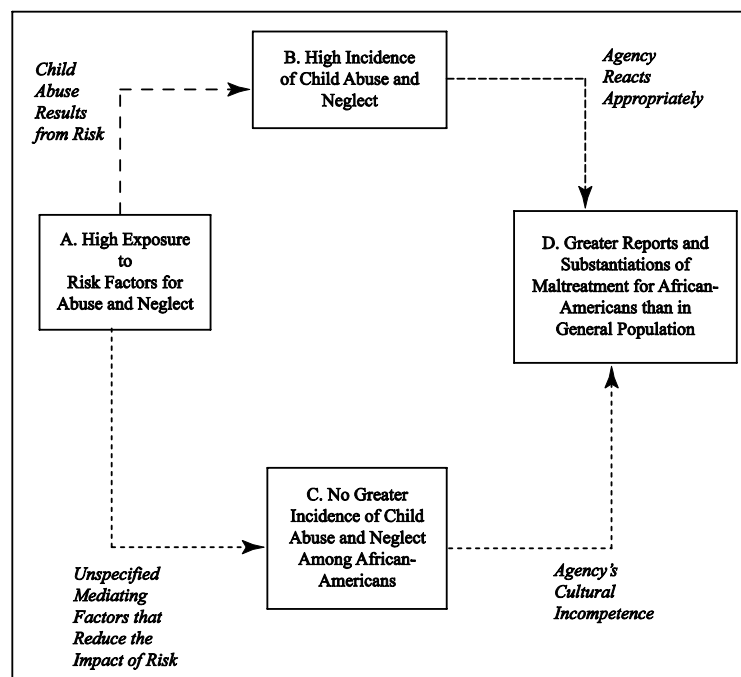 Child
Abuse
Results
from Risk
B. High Incidence
of Child Abuse and
Neglect
Agency
Reacts
Appropriately
A. High Exposure
to
Risk Factors for
Abuse and Neglect
D. Greater Reports and
Substantiations of
Maltreatment for African-
Americans than in
General Population
C. No Greater
Incidence of Child
Abuse and Neglect
Among African-
Americans
Unspecified
Mediating
Factors that
Reduce the
Impact of Risk
Agency's
Cultural
Incompetence